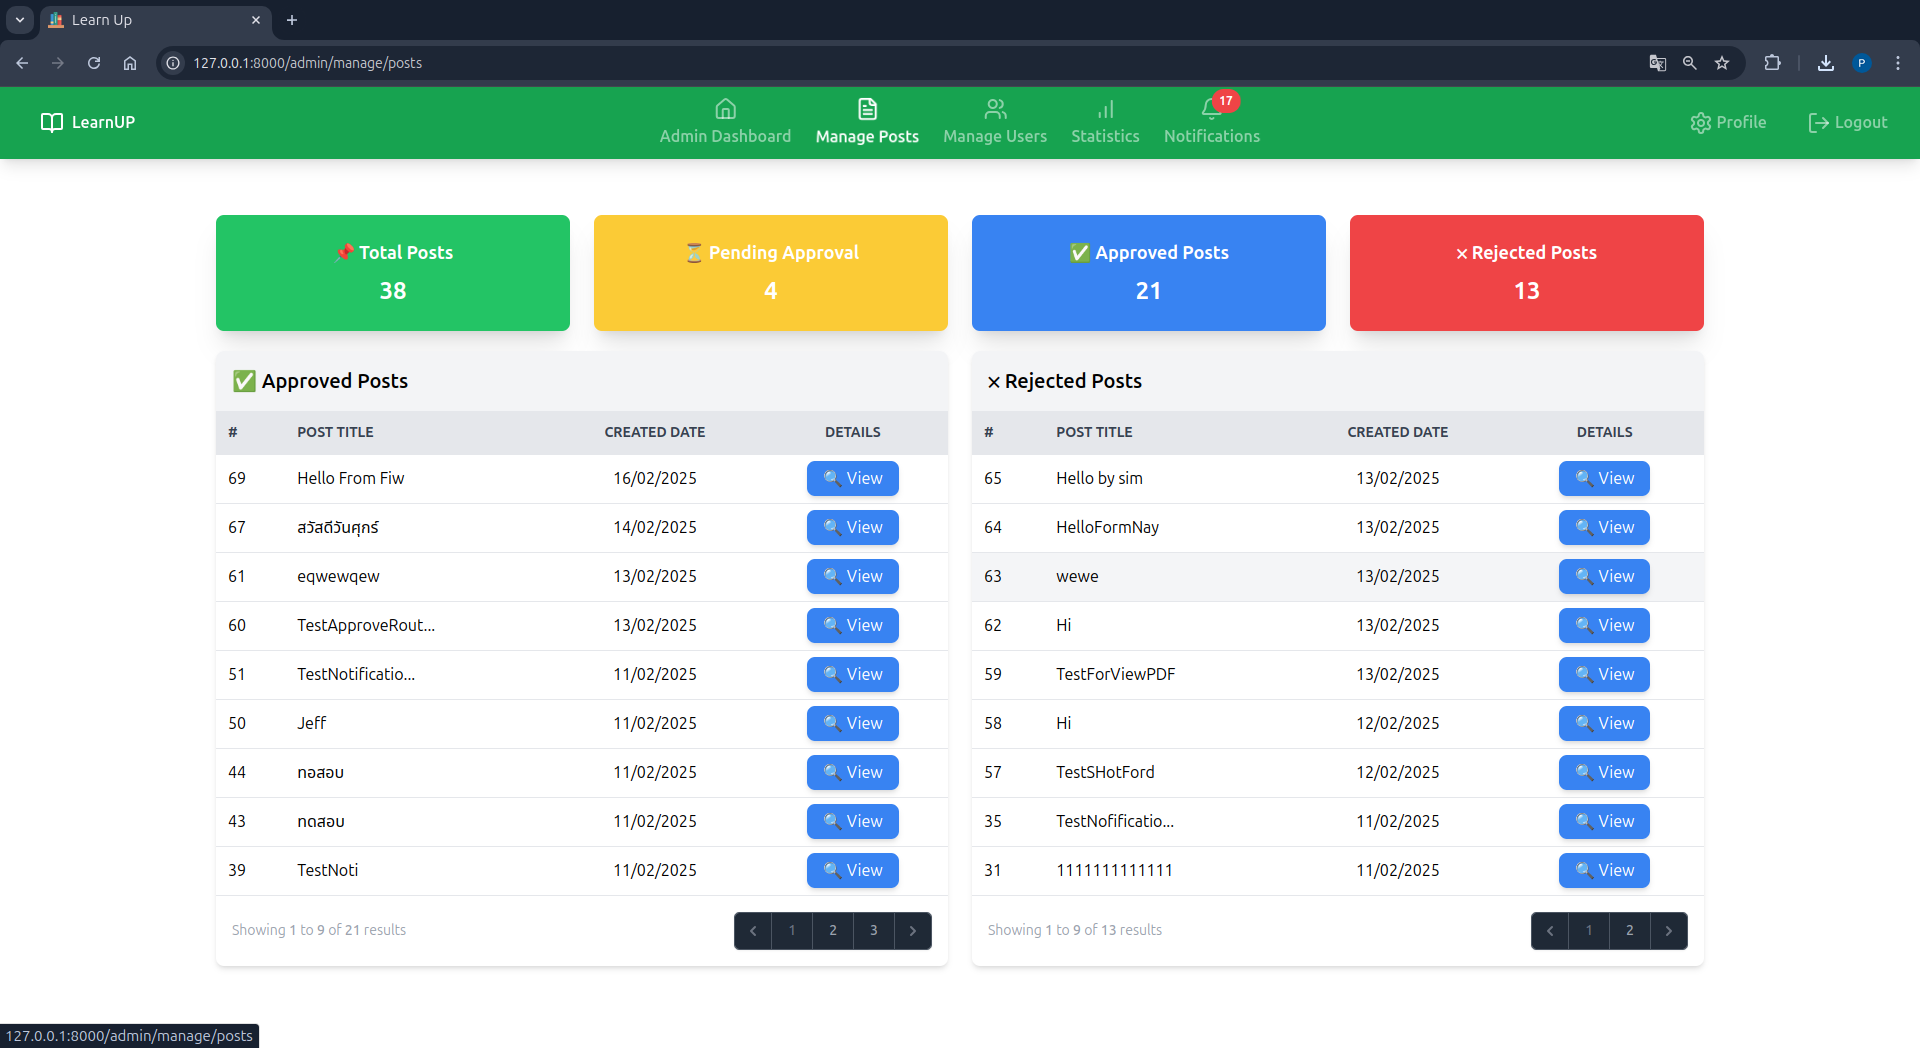 Learn Up
127.0.0.1:8000/admin/manage/posts
P
LearnUP
Admin Dashboard
Manage Posts
Manage Users
Statistics
17
Notifications
Profile
Logout
📌 Total Posts
38
⏳ Pending Approval
4
✅ Approved Posts
21
× Rejected Posts
13
✅ Approved Posts
# POST TITLE CREATED DATE DETAILS
69 Hello From Fiw 16/02/2025 🔍 View
67 สวัสดีวันศุกร์ 14/02/2025 🔍 View
61 eqwewqew 13/02/2025 🔍 View
60 TestApproveRout... 13/02/2025 🔍 View
51 TestNotificatio... 11/02/2025 🔍 View
50 Jeff 11/02/2025 🔍 View
44 ทอสอบ 11/02/2025 🔍 View
43 ทดสอบ 11/02/2025 🔍 View
39 TestNoti 11/02/2025 🔍 View
Showing 1 to 9 of 21 results
1 2 3
× Rejected Posts
# POST TITLE CREATED DATE DETAILS
65 Hello by sim 13/02/2025 🔍 View
64 HelloFormNay 13/02/2025 🔍 View
63 wewe 13/02/2025 🔍 View
62 Hi 13/02/2025 🔍 View
59 TestForViewPDF 13/02/2025 🔍 View
58 Hi 12/02/2025 🔍 View
57 TestSHotFord 12/02/2025 🔍 View
35 TestNofificatio... 11/02/2025 🔍 View
31 1111111111111 11/02/2025 🔍 View
Showing 1 to 9 of 13 results
1 2
127.0.0.1:8000/admin/manage/posts